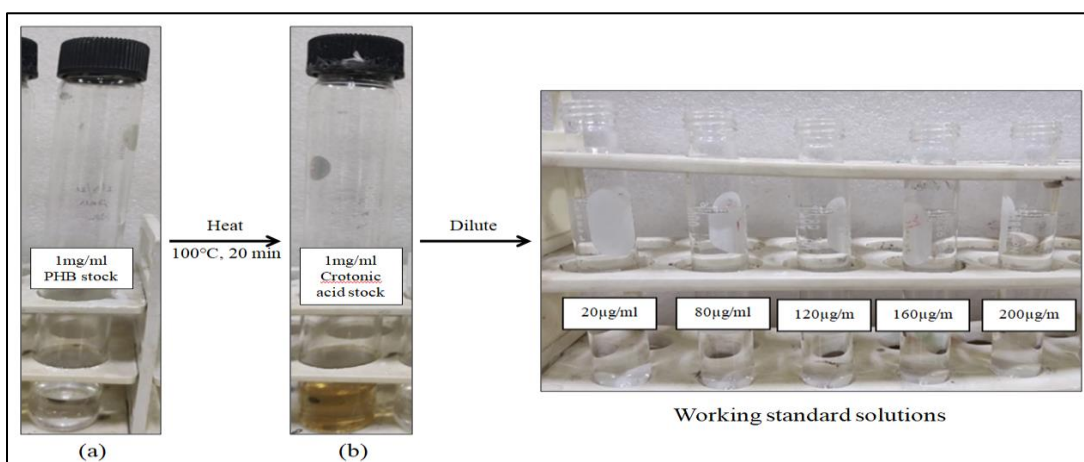 1mg/ml
PHB stock
(a)
Heat
100°C, 20 min
1mg/ml
Crotonic
acid stock
(b)
Dilute
20µg/ml
80µg/ml
120µg/m
160µg/m
200µg/m
Working standard solutions